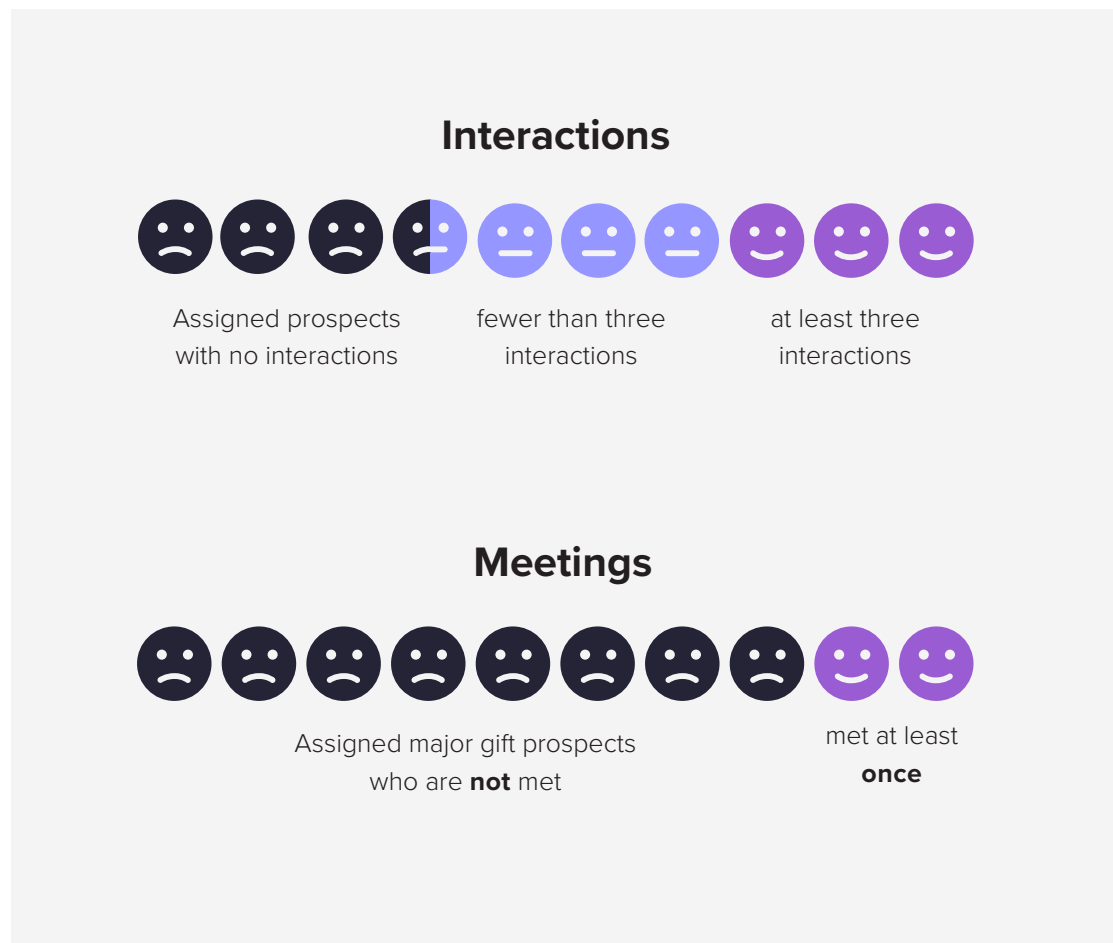 Interactions
Assigned prospects
with no interactions
fewer than three
interactions
at least three
interactions
Meetings
Assigned major gift prospects
who are not met
met at least
once